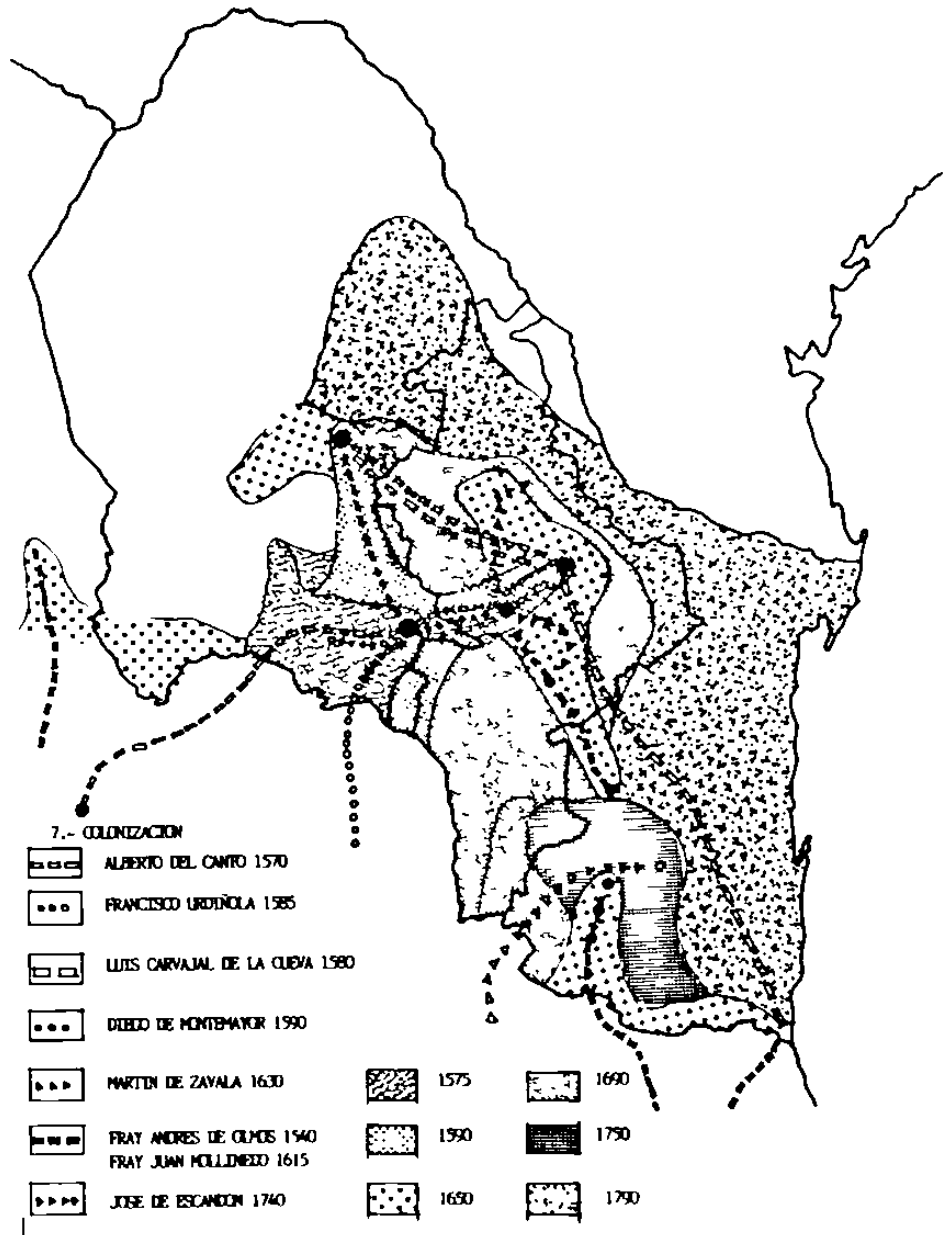 7.- COLONIZACION
ALBERTO DEL CANTO 1570
FRANCISCO URDIÑOLA 1585
LUIS CARVAJAL DE LA CUEVA 1580
DIEGO DE MONTEMAYOR 1590
MARTIN DE ZAVALA 1630
FRAY ANDRES DE OLMOS 1540
FRAY JUAN MOLLINEDO 1615
JOSE DE ESCANDON 1740
1575
1590
1650
1690
1750
1790